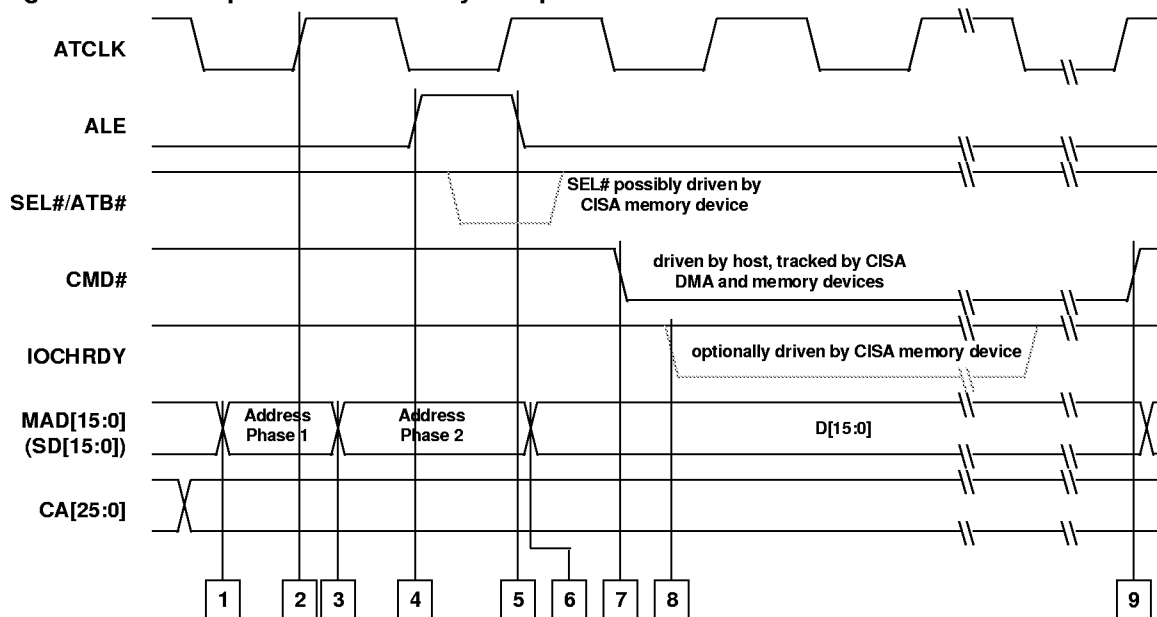 ATCLK
ALE
SEL#/ATB#
SEL# possibly driven by
CISA memory device
CMD#
driven by host, tracked by CISA
DMA and memory devices
IOCHRDY
optionally driven by CISA memory device
MAD[15:0]
(SD[15:0])
Address
Phase 1
Address
Phase 2
D[15:0]
CA[25:0]
1
2
3
4
5
6
7
8
9